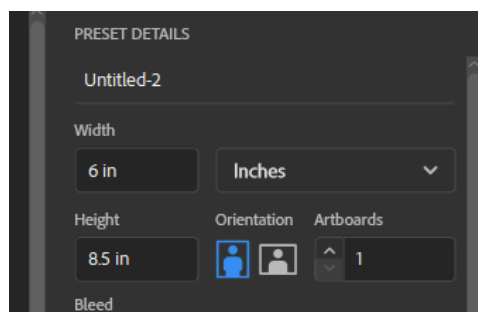 PRESET DETAILS
Untitled-2
Width
6 in Inches
Height Orientation Artboards
8.5 in 1
Bleed